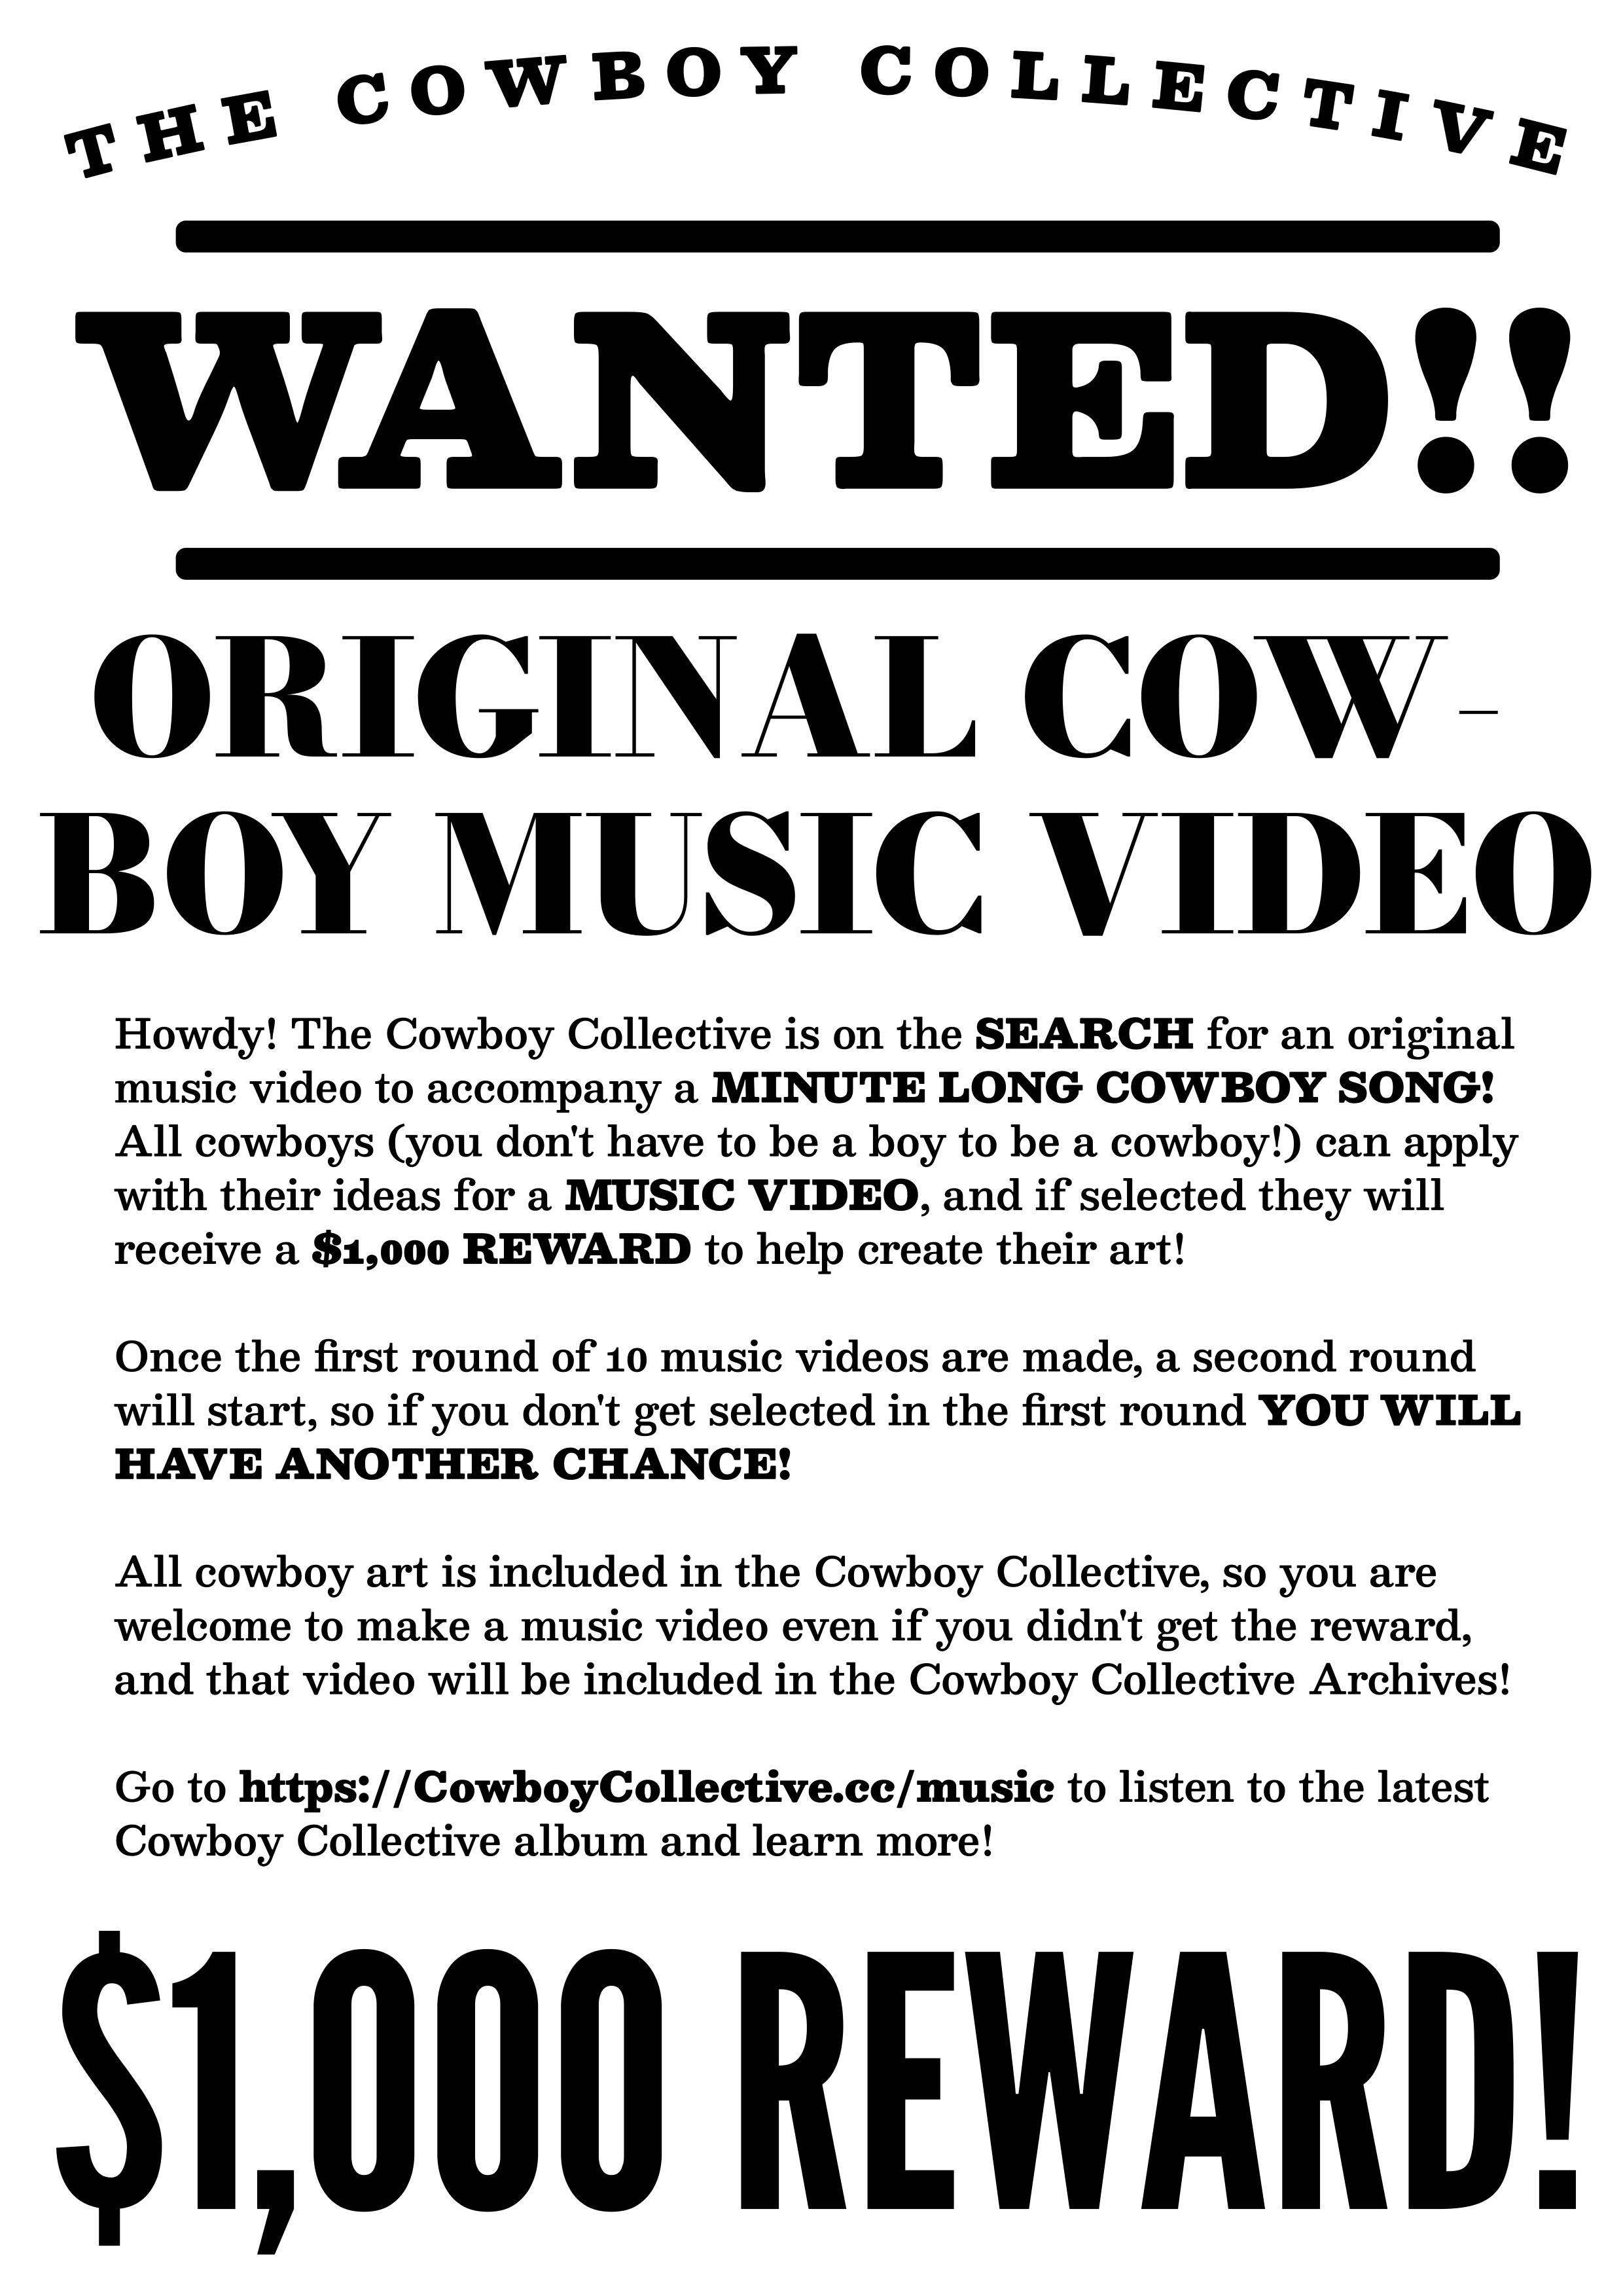 THE COWBOY COLLECTIVE
WANTED!!
ORIGINAL COW-
BOY MUSIC VIDEO
Howdy! The Cowboy Collective is on the SEARCH for an original
music video to accompany a MINUTE LONG COWBOY SONG!
All cowboys (you don't have to be a boy to be a cowboy!) can apply
with their ideas for a MUSIC VIDEO, and if selected they will
receive a $1,000 REWARD to help create their art!
Once the first round of 10 music videos are made, a second round
will start, so if you don't get selected in the first round YOU WILL
HAVE ANOTHER CHANCE!
All cowboy art is included in the Cowboy Collective, so you are
welcome to make a music video even if you didn't get the reward,
and that video will be included in the Cowboy Collective Archives!
Go to https://CowboyCollective.cc/music to listen to the latest
Cowboy Collective album and learn more!
$1,000 REWARD!